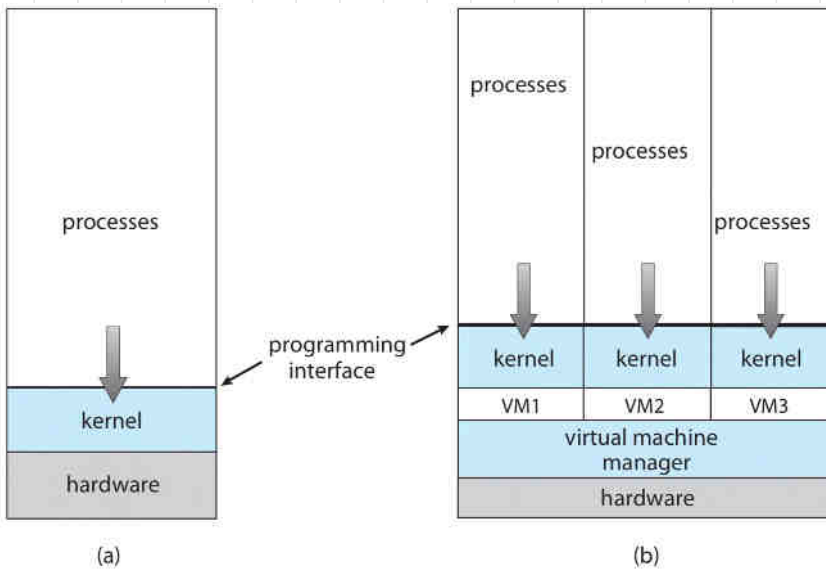 processes
kernel
hardware
(a)
programming
interface
processes
processes
processes
kernel
kernel
kernel
VM1
VM2
VM3
virtual machine
manager
hardware
(b)